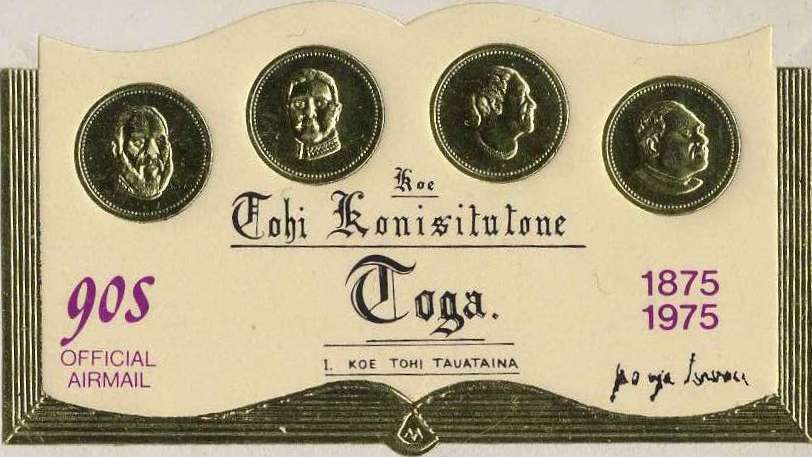 Koe
Tohi Konisitutone
Toga.
1. KOE TOHI TAUATAINA
90s
OFFICIAL
AIRMAIL
1875
1975